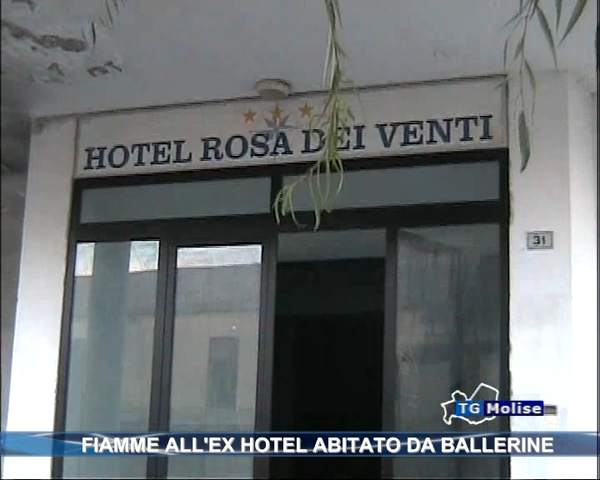 HOTEL ROSA DEI VENTI
31
TG Molise
FIAMME ALL'EX HOTEL ABITATO DA BALLERINE